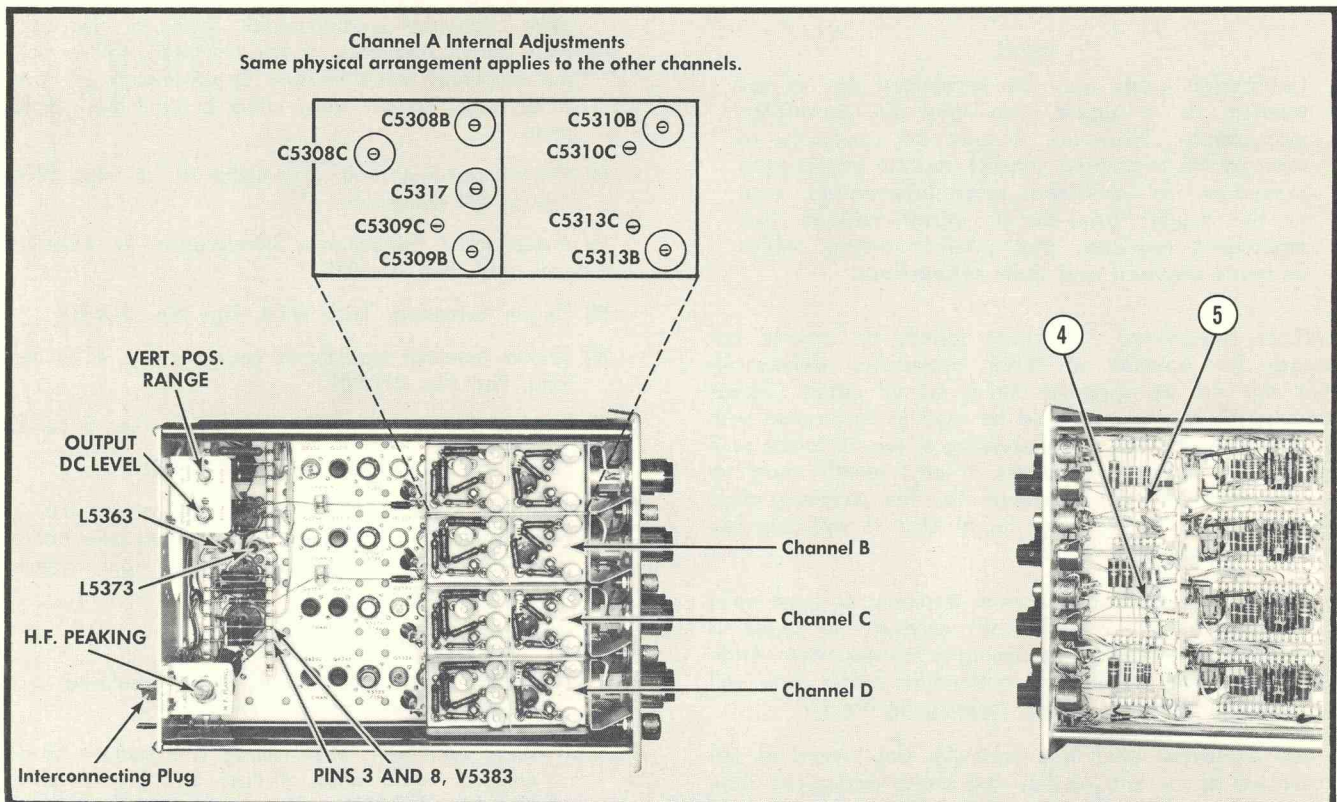 Channel A Internal Adjustments
Same physical arrangement applies to the other channels.
C5308B
C5310B
C5308C
C5310C
C5317
C5309C
C5313C
C5309B
C5313B
VERT. POS.
RANGE
OUTPUT
DC LEVEL
L5363
L5373
H.F. PEAKING
Interconnecting Plug
PINS 3 AND 8, V5383
Channel B
Channel C
Channel D
4
5